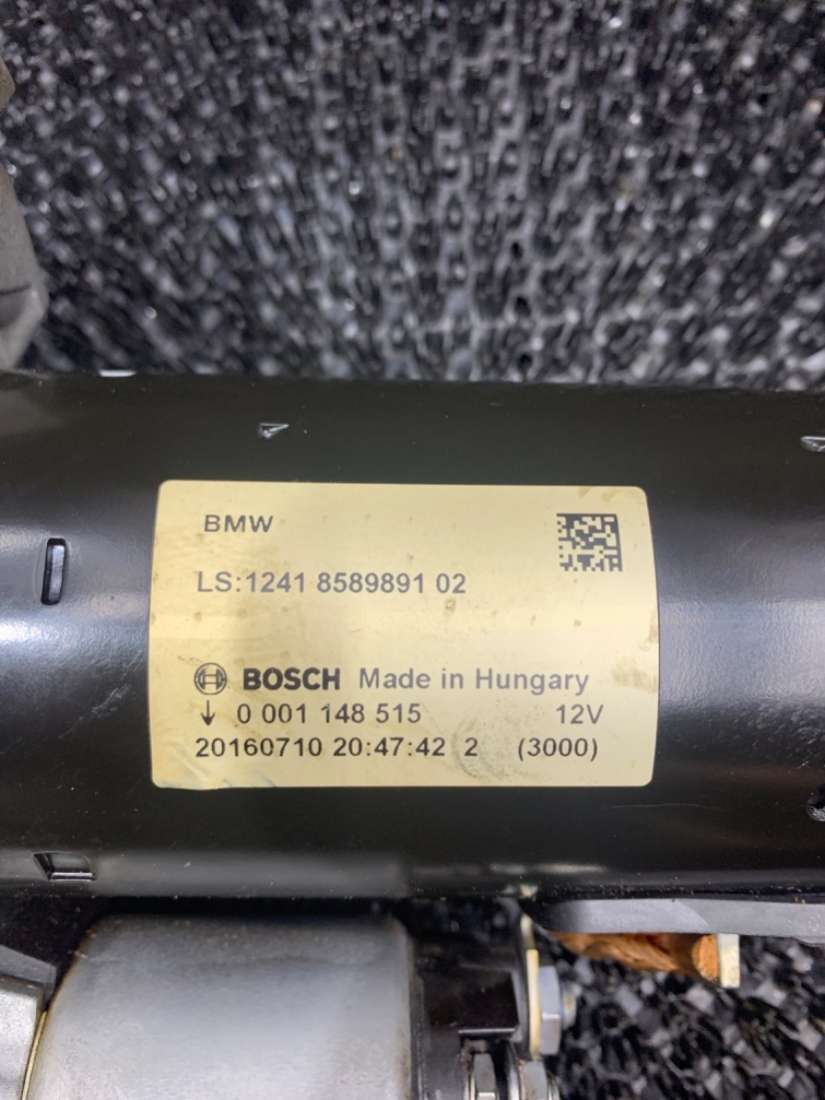 BMW
LS:1241 8589891 02
BOSCH Made in Hungary
↓ 0 001 148 515 12V
20160710 20:47:42 2 (3000)